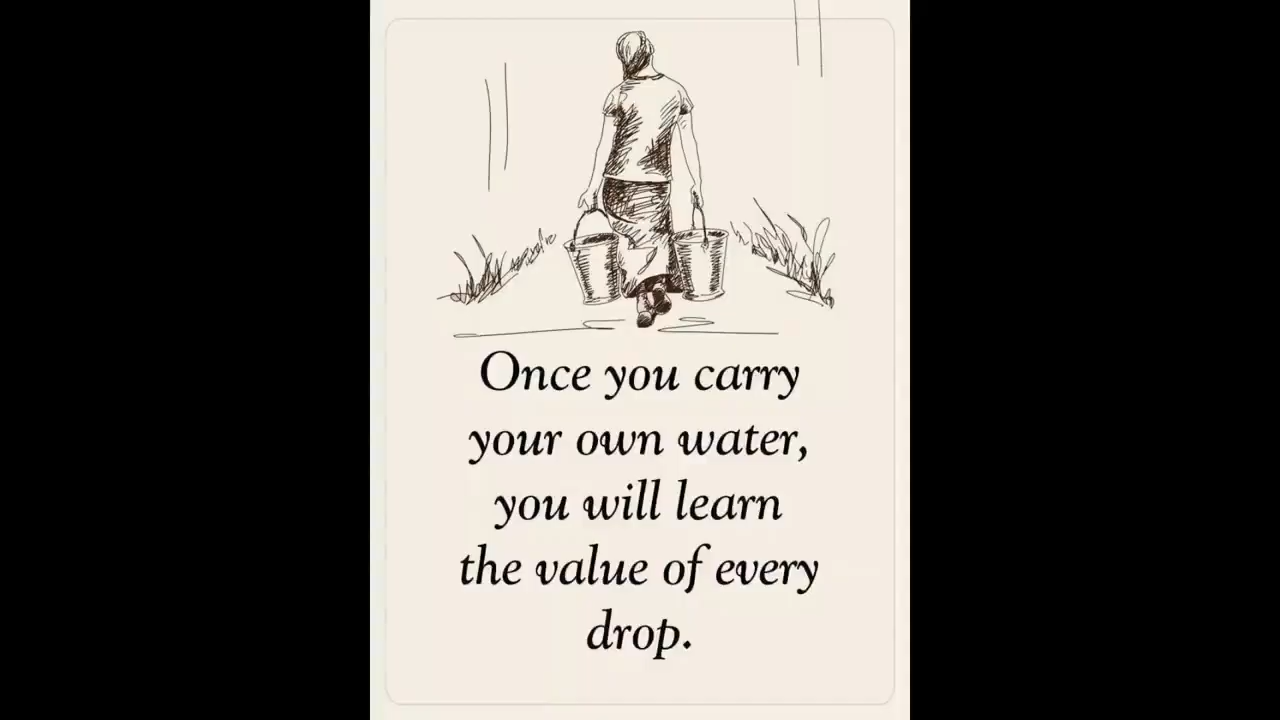 Once you carry
your own water,
you will learn
the value of every
drop.